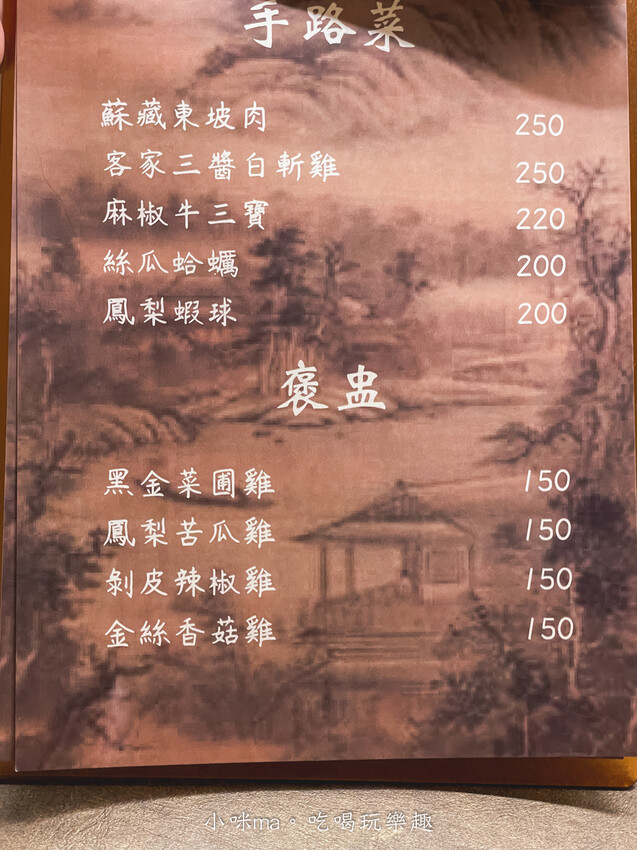 手路菜
蘇藏東坡肉 250
客家三醬白斬雞 250
麻椒牛三寶 220
絲瓜蛤蠣 200
鳳梨蝦球 200
褒盅
黑金菜圃雞 150
鳳梨苦瓜雞 150
剝皮辣椒雞 150
金絲香菇雞 150
小咪ma。吃喝玩樂趣